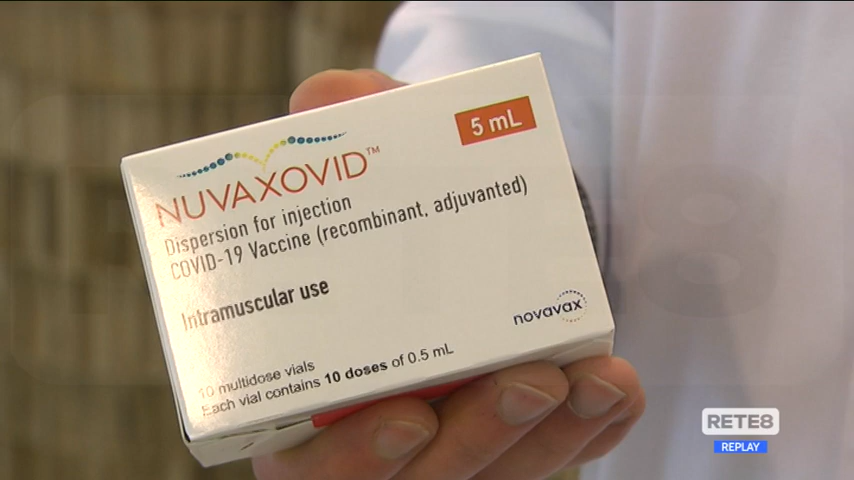 5 mL
NUVAXOVID™
Dispersion for injection
COVID-19 Vaccine (recombinant, adjuvanted)
Intramuscular use
novavax
10 multidose vials
Each vial contains 10 doses of 0.5 mL
RETE8
REPLAY